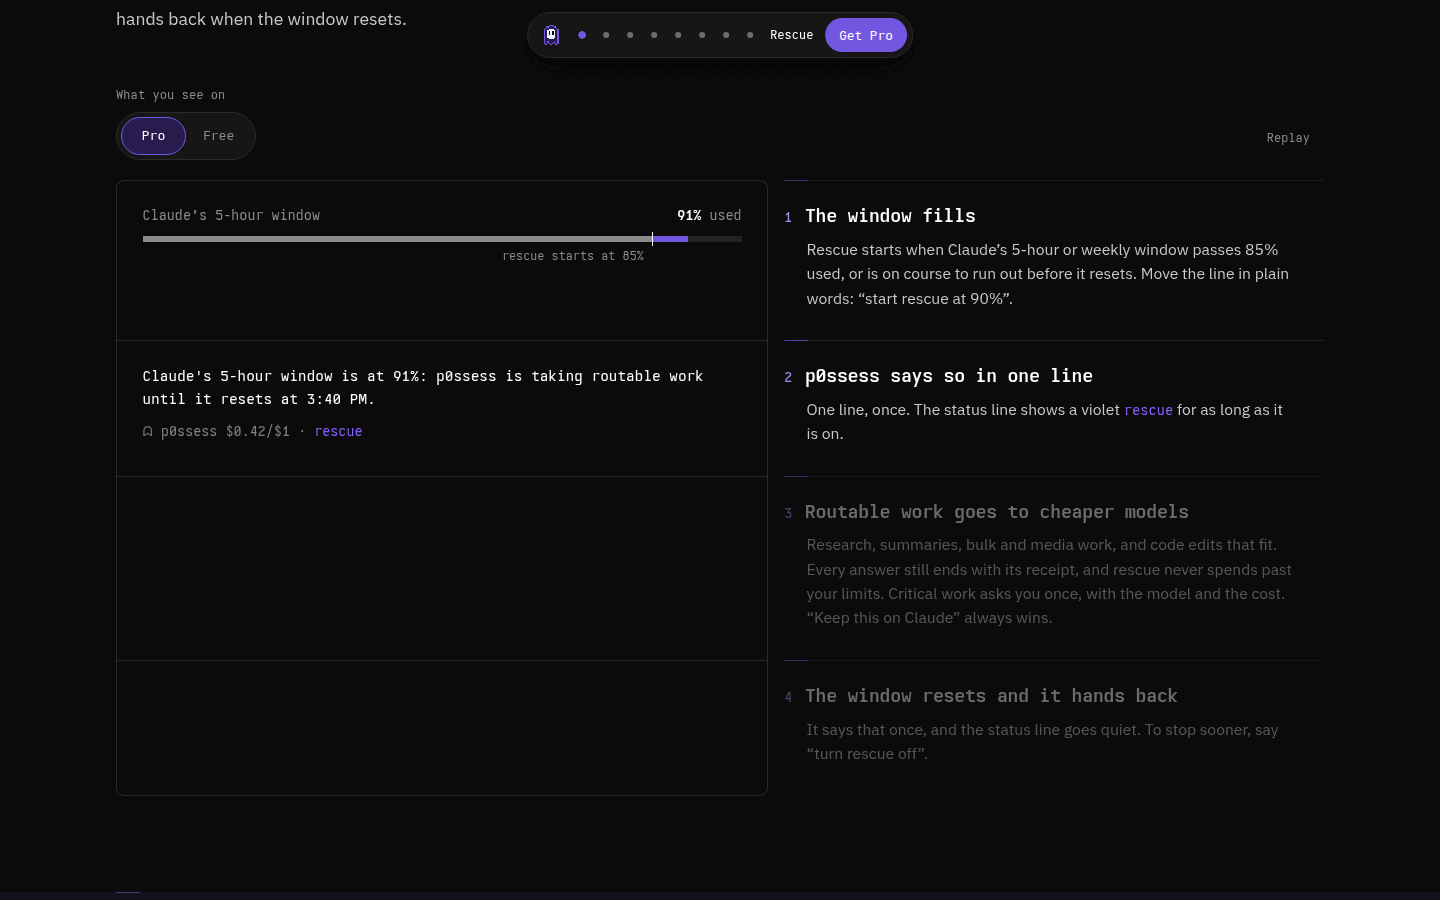 hands back when the window resets.
Rescue
Get Pro
What you see on
Pro
Free
Replay
Claude's 5-hour window
91% used
rescue starts at 85%
1 The window fills
Rescue starts when Claude’s 5-hour or weekly window passes 85%
used, or is on course to run out before it resets. Move the line in plain
words: “start rescue at 90%”.
Claude's 5-hour window is at 91%: p0ssess is taking routable work
until it resets at 3:40 PM.
p0ssess $0.42/$1 · rescue
2 p0ssess says so in one line
One line, once. The status line shows a violet rescue for as long as it
is on.
3 Routable work goes to cheaper models
Research, summaries, bulk and media work, and code edits that fit.
Every answer still ends with its receipt, and rescue never spends past
your limits. Critical work asks you once, with the model and the cost.
“Keep this on Claude” always wins.
4 The window resets and it hands back
It says that once, and the status line goes quiet. To stop sooner, say
“turn rescue off”.